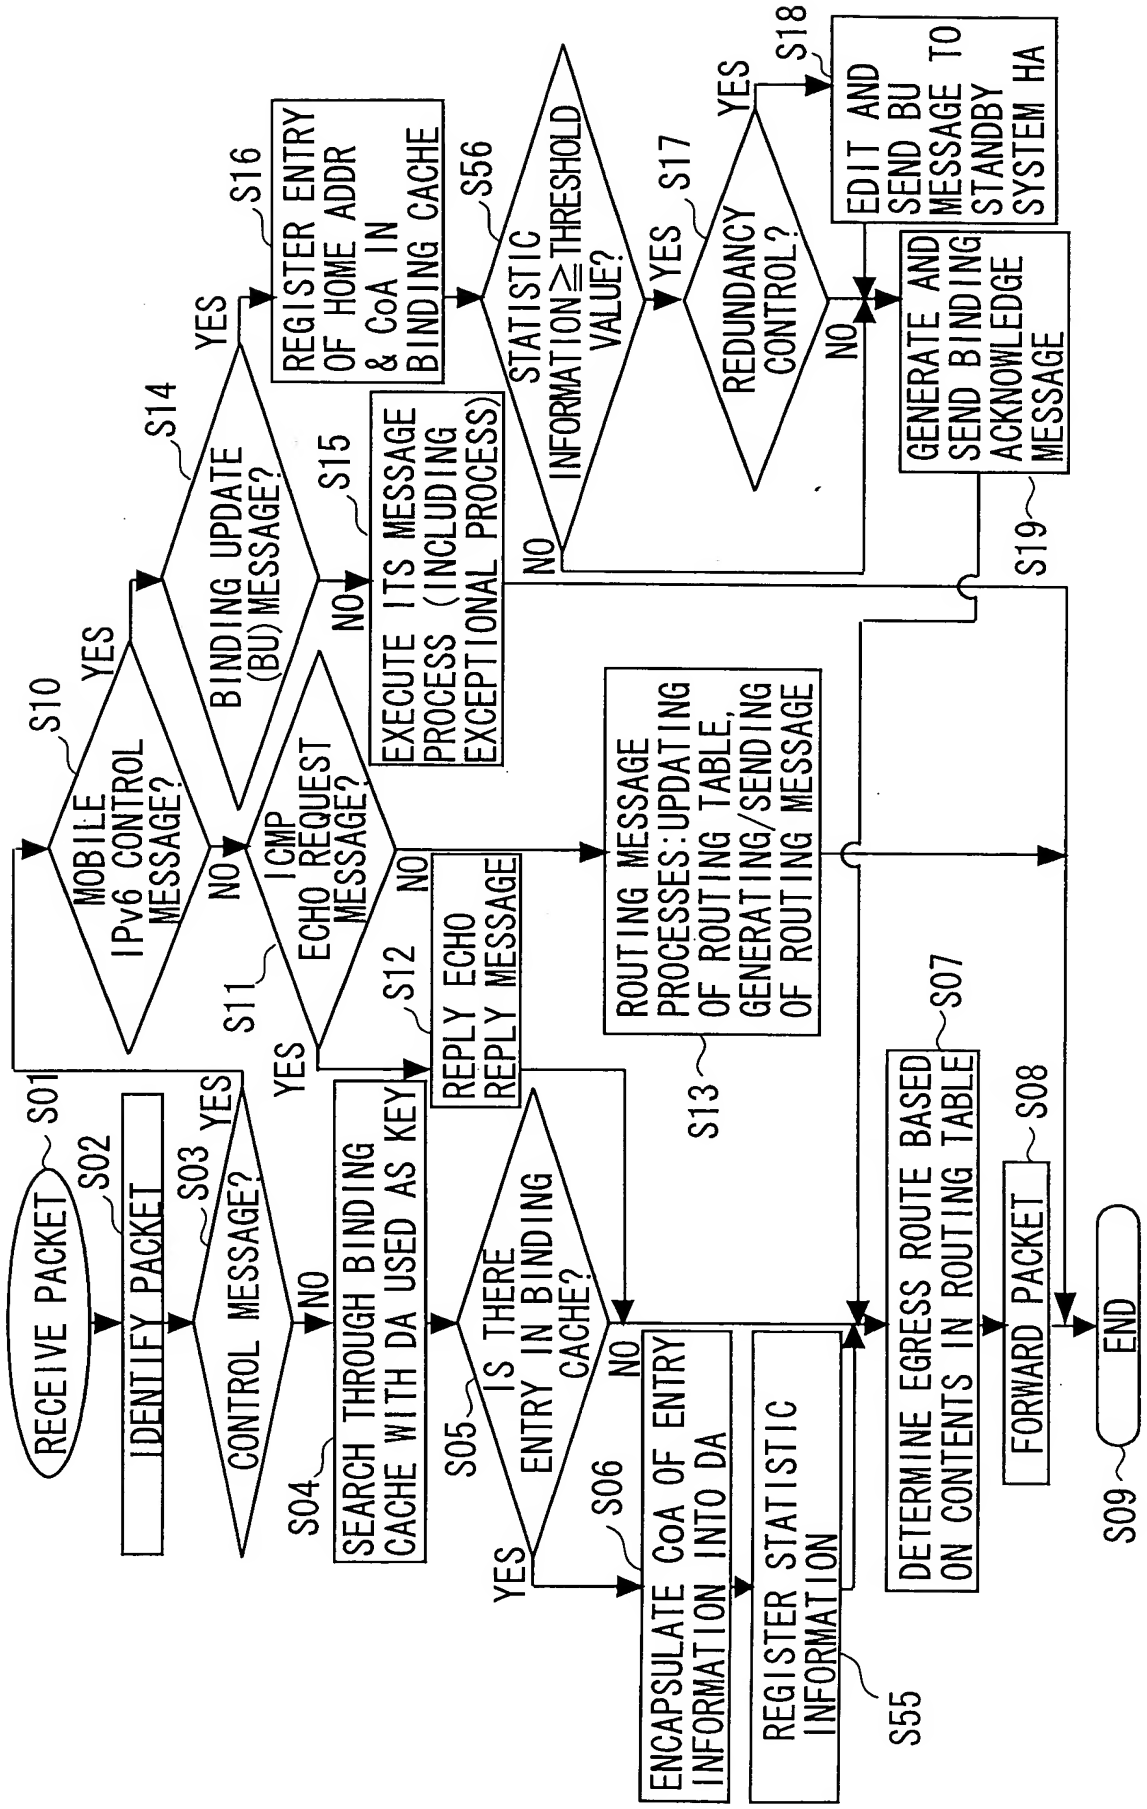 RECEIVE PACKET
S01
IDENTIFY PACKET
S02
CONTROL MESSAGE?
S03
YES
NO
SEARCH THROUGH BINDING
CACHE WITH DA USED AS KEY
S04
IS THERE
ENTRY IN BINDING
CACHE?
S05
YES
NO
ENCAPSULATE CoA OF ENTRY
INFORMATION INTO DA
S06
REGISTER STATISTIC
INFORMATION
S55
DETERMINE EGRESS ROUTE BASED
ON CONTENTS IN ROUTING TABLE
S07
FORWARD PACKET
S08
END
S09
MOBILE
IPv6 CONTROL
MESSAGE?
S10
YES
NO
ICMP
ECHO REQUEST
MESSAGE?
S11
YES
NO
REPLY ECHO
REPLY MESSAGE
S12
ROUTING MESSAGE
PROCESSES:UPDATING
OF ROUTING TABLE,
GENERATING/SENDING
OF ROUTING MESSAGE
S13
BINDING UPDATE
(BU) MESSAGE?
S14
YES
NO
EXECUTE ITS MESSAGE
PROCESS (INCLUDING
EXCEPTIONAL PROCESS)
S15
REGISTER ENTRY
OF HOME ADDR
& CoA IN
BINDING CACHE
S16
STATISTIC
INFORMATION≧THRESHOLD
VALUE?
S56
NO
YES
REDUNDANCY
CONTROL?
S17
YES
NO
EDIT AND
SEND BU
MESSAGE TO
STANDBY
SYSTEM HA
S18
GENERATE AND
SEND BINDING
ACKNOWLEDGE
MESSAGE
S19